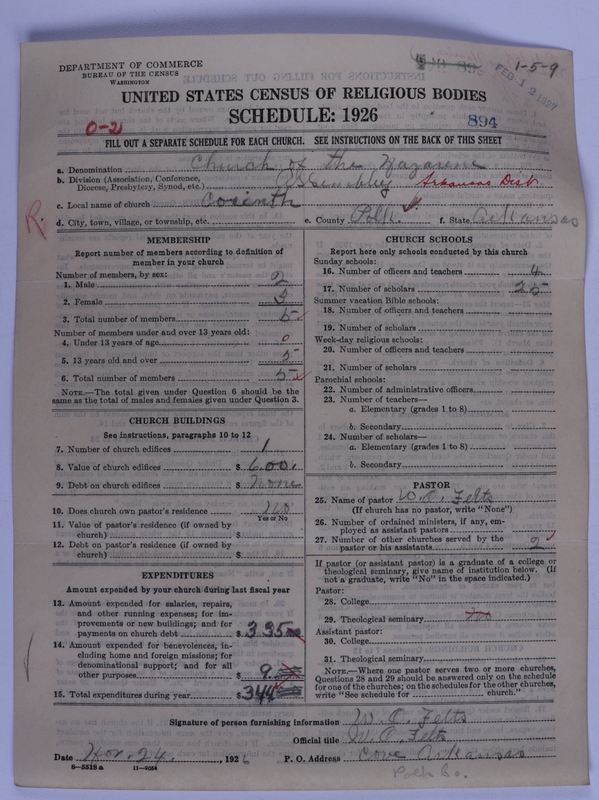 DEPARTMENT OF COMMERCE
BUREAU OF THE CENSUS
WASHINGTON
1-5-9
FEB 12 1927
UNITED STATES CENSUS OF RELIGIOUS BODIES
SCHEDULE: 1926
894
0-2
FILL OUT A SEPARATE SCHEDULE FOR EACH CHURCH. SEE INSTRUCTIONS ON THE BACK OF THIS SHEET
a. Denomination Church of the Nazarene
b. Division (Association, Conference, Diocese, Presbytery, Synod, etc.) Assembley Arkansas Dist
c. Local name of church Corinth
R.
d. City, town, village, or township, etc. e. County Polk f. State Arkansas
MEMBERSHIP
Report number of members according to definition of member in your church
Number of members, by sex:
1. Male 2
2. Female 3
3. Total number of members 5
Number of members under and over 13 years old:
4. Under 13 years of age 0
5. 13 years old and over 5
6. Total number of members 5
NOTE.—The total given under Question 6 should be the same as the total of males and females given under Question 3.
CHURCH BUILDINGS
See instructions, paragraphs 10 to 12
7. Number of church edifices 1
8. Value of church edifices $ 600.
9. Debt on church edifices $ None
10. Does church own pastor's residence no
Yes or No
11. Value of pastor's residence (if owned by church) $
12. Debt on pastor's residence (if owned by church) $
EXPENDITURES
Amount expended by your church during last fiscal year
13. Amount expended for salaries, repairs, and other running expenses; for improvements or new buildings; and for payments on church debt $ 335
14. Amount expended for benevolences, including home and foreign missions; for denominational support; and for all other purposes $ 9
15. Total expenditures during year $ 344
CHURCH SCHOOLS
Report here only schools conducted by this church
Sunday schools:
16. Number of officers and teachers 4
17. Number of scholars 25
Summer vacation Bible schools:
18. Number of officers and teachers
19. Number of scholars
Week-day religious schools:
20. Number of officers and teachers
21. Number of scholars
Parochial schools:
22. Number of administrative officers
23. Number of teachers—
a. Elementary (grades 1 to 8)
b. Secondary
24. Number of scholars—
a. Elementary (grades 1 to 8)
b. Secondary
PASTOR
25. Name of pastor W. O. Felts
(If church has no pastor, write "None")
26. Number of ordained ministers, if any, employed as assistant pastors
27. Number of other churches served by the pastor or his assistants 2
If pastor (or assistant pastor) is a graduate of a college or theological seminary, give name of institution below. (If not a graduate, write "No" in the space indicated.)
Pastor:
28. College
29. Theological seminary
Assistant pastor:
30. College
31. Theological seminary
NOTE.—Where one pastor serves two or more churches, Questions 28 and 29 should be answered only on the schedule for one of the churches; on the schedules for the other churches, write "See schedule for church."
Signature of person furnishing information W. O. Felts
Official title W. O. Felts
Date Nov. 24, 1926 P. O. Address Cove Arkansas
8—5518a 11—9054
Polk Co.